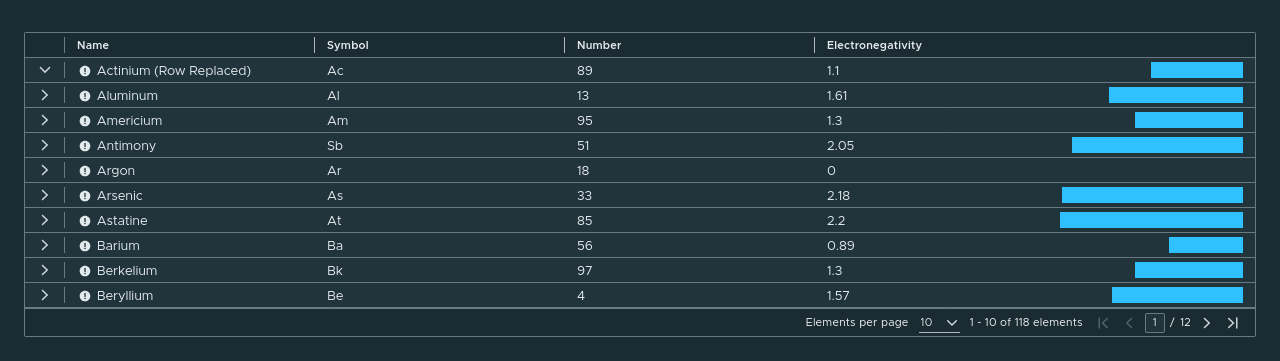 Name Symbol Number Electronegativity
Actinium (Row Replaced) Ac 89 1.1
Aluminum Al 13 1.61
Americium Am 95 1.3
Antimony Sb 51 2.05
Argon Ar 18 0
Arsenic As 33 2.18
Astatine At 85 2.2
Barium Ba 56 0.89
Berkelium Bk 97 1.3
Beryllium Be 4 1.57
Elements per page 10 1 - 10 of 118 elements 1 / 12